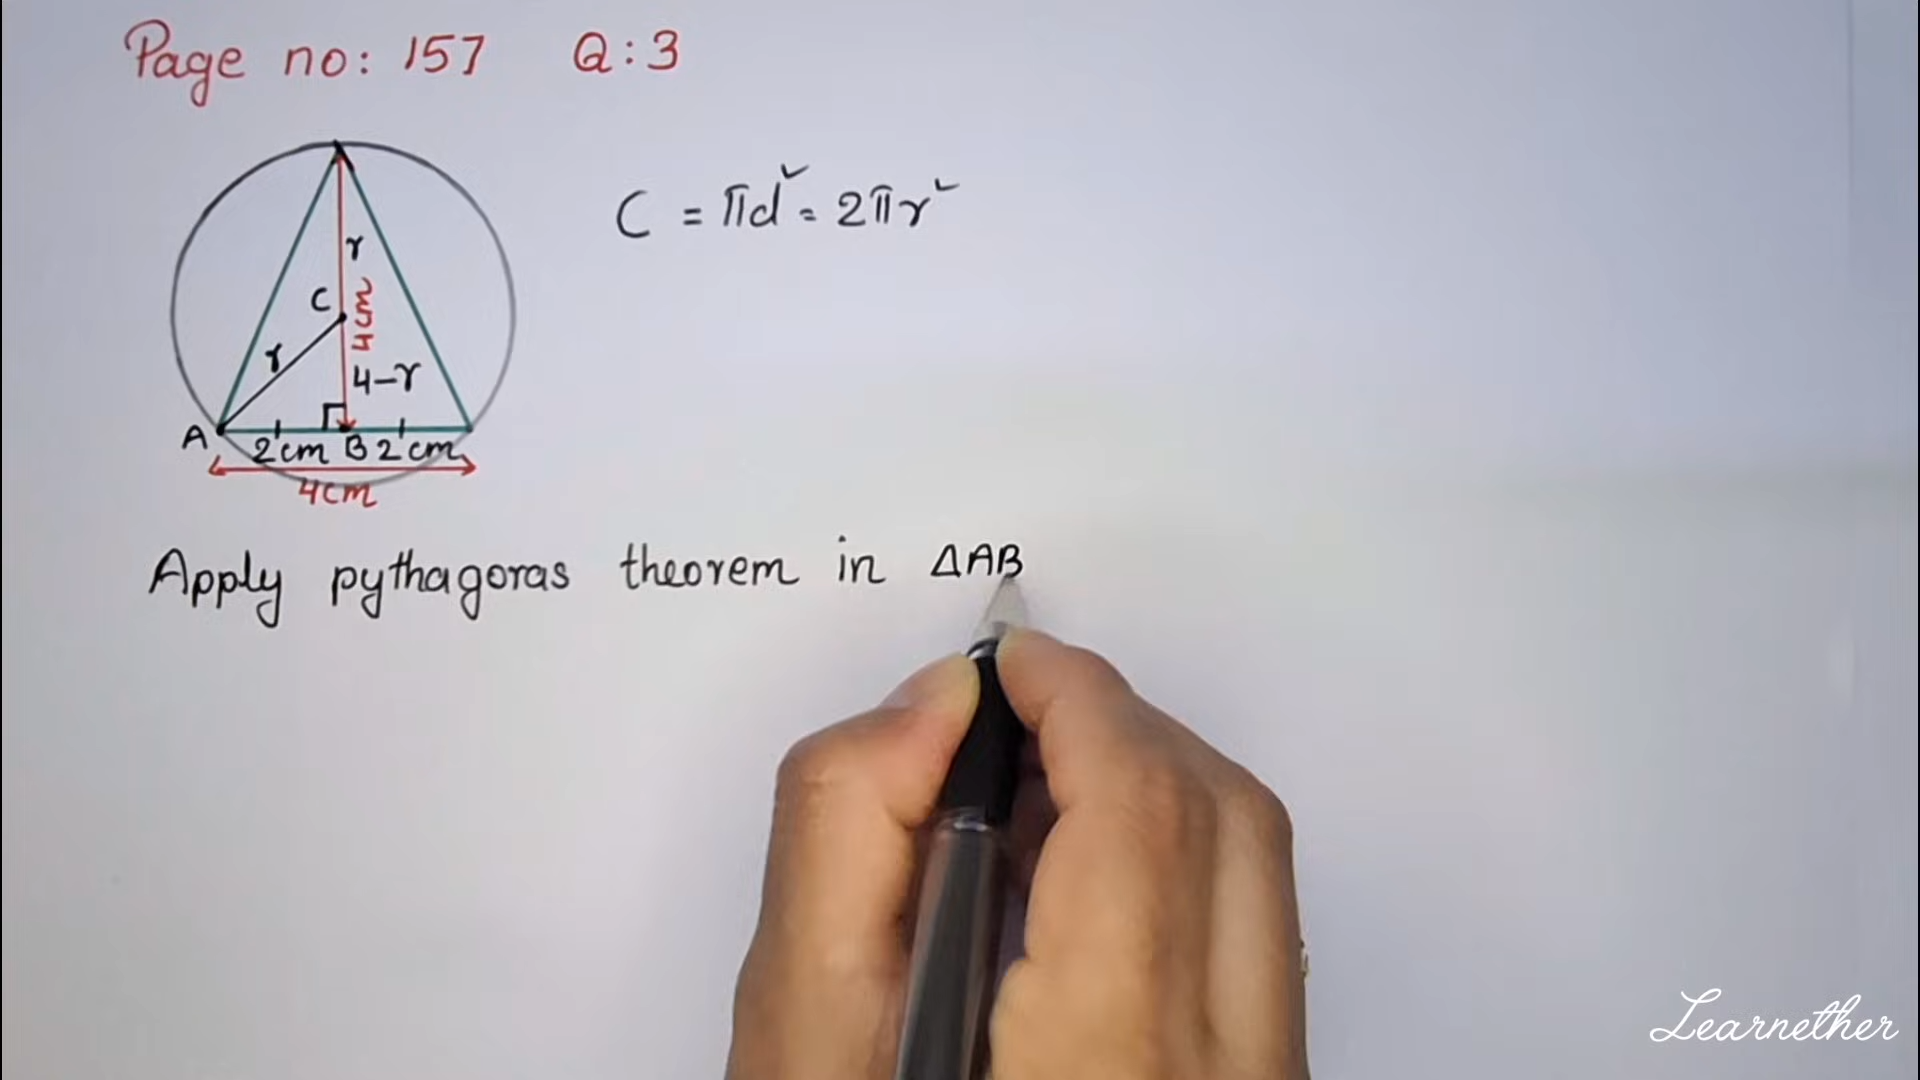 Page no: 157 Q:3
C = πd✓ = 2πr✓
r
C
4cm
r
4-r
A
2cm B 2cm
4cm
Apply pythagoras theorem in ΔAB
Learnether